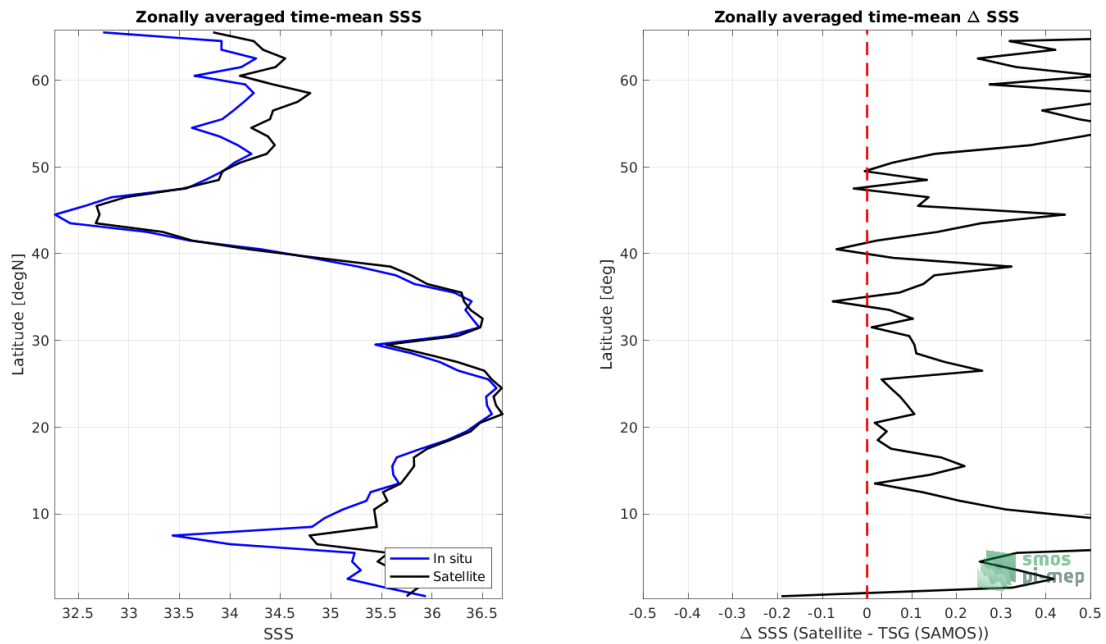 Zonally averaged time-mean SSS
Latitude [degN]
60
50
40
30
20
10
32.5 33 33.5 34 34.5 35 35.5 36 36.5
SSS
In situ
Satellite
Zonally averaged time-mean Δ SSS
Latitude [deg]
60
50
40
30
20
10
-0.5 -0.4 -0.3 -0.2 -0.1 0 0.1 0.2 0.3 0.4 0.5
Δ SSS (Satellite - TSG (SAMOS))
smos
pi-mep